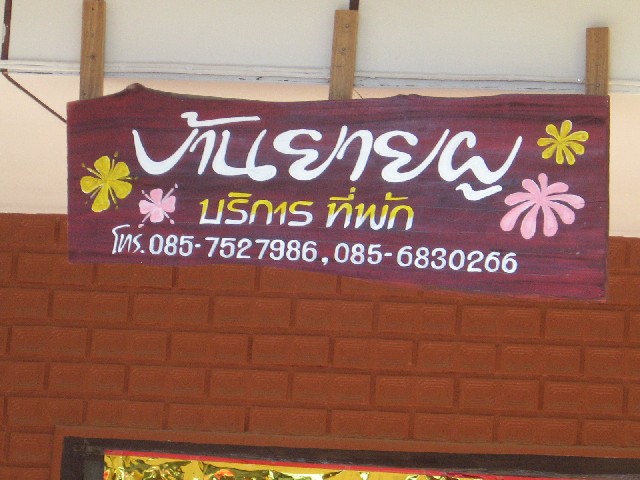 บ้านยายผู
บริการ ที่พัก
โทร. 085-7527986, 085-6830266